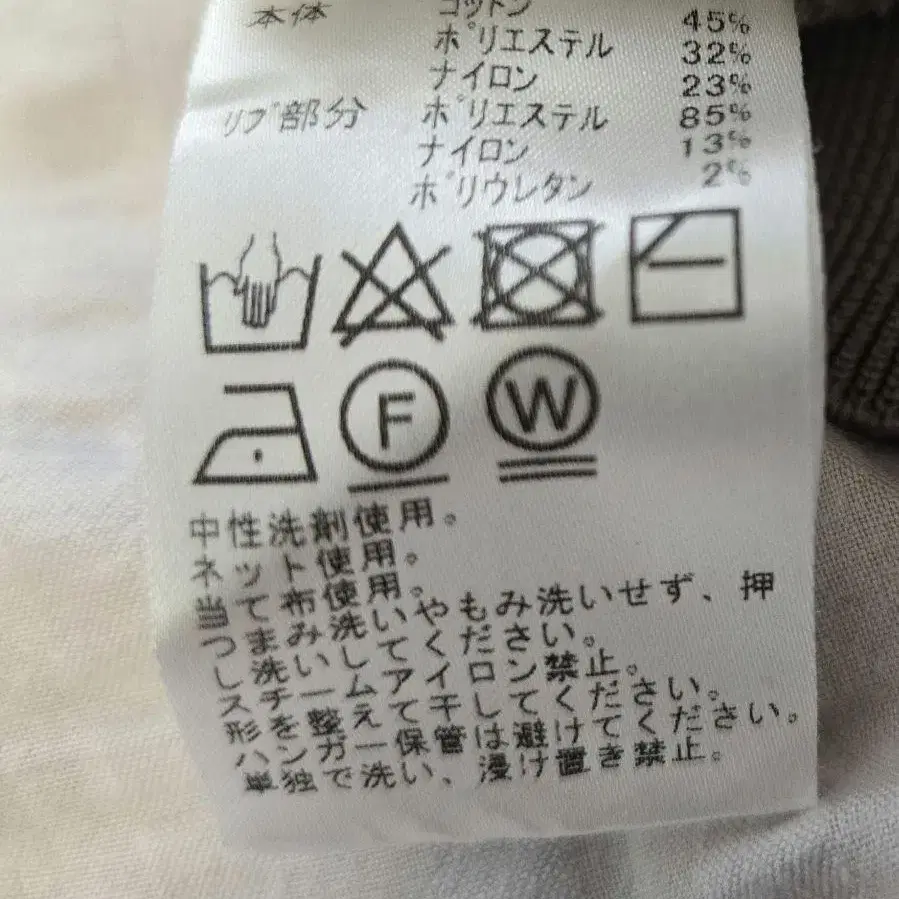 本体 コットン 45%
ポリエステル 32%
ナイロン 23%
リブ部分 ポリエステル 85%
ナイロン 13%
ポリウレタン 2%
F W
中性洗剤使用。
ネット使用。
当て布使用。
つまみ洗いやもみ洗いせず、押
し洗いしてください。
スチームアイロン禁止。
形を整えて干してください。
ハンガー保管は避けてください。
単独で洗い、浸け置き禁止。